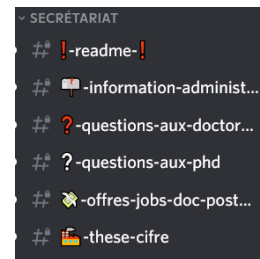 SECRÉTARIAT
❗-readme-❗
📬-information-administ...
❓-questions-aux-doctor...
❔-questions-aux-phd
💸-offres-jobs-doc-post...
🏭-these-cifre